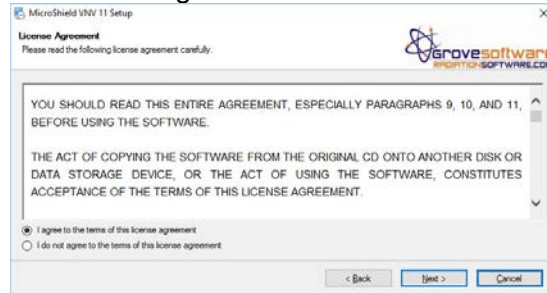 MicroShield VNV 11 Setup
License Agreement
Please read the following license agreement carefully.
Grovesoftware
RADIATIONSOFTWARE.COM
YOU SHOULD READ THIS ENTIRE AGREEMENT, ESPECIALLY PARAGRAPHS 9, 10, AND 11,
BEFORE USING THE SOFTWARE.
THE ACT OF COPYING THE SOFTWARE FROM THE ORIGINAL CD ONTO ANOTHER DISK OR
DATA STORAGE DEVICE, OR THE ACT OF USING THE SOFTWARE, CONSTITUTES
ACCEPTANCE OF THE TERMS OF THIS LICENSE AGREEMENT.
I agree to the terms of this license agreement
I do not agree to the terms of this license agreement
< Back Next > Cancel